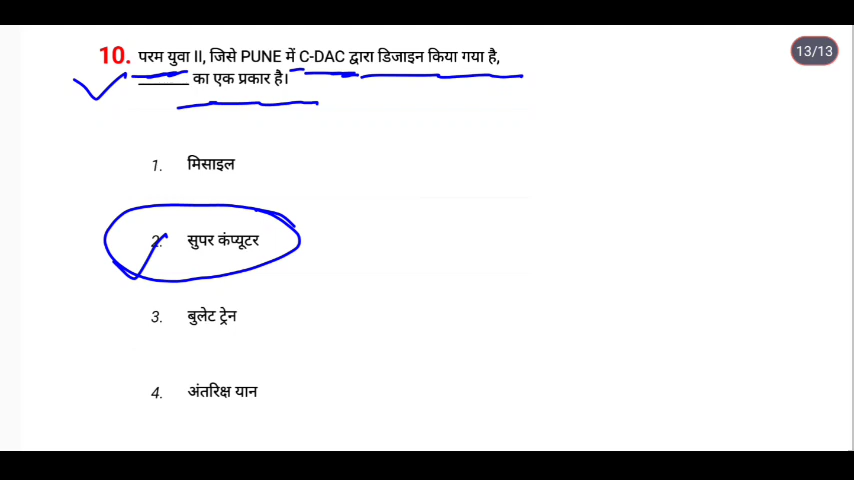 13/13
10. परम युवा II, जिसे PUNE में C-DAC द्वारा डिजाइन किया गया है,
_______ का एक प्रकार है।
1. मिसाइल
2. सुपर कंप्यूटर
3. बुलेट ट्रेन
4. अंतरिक्ष यान